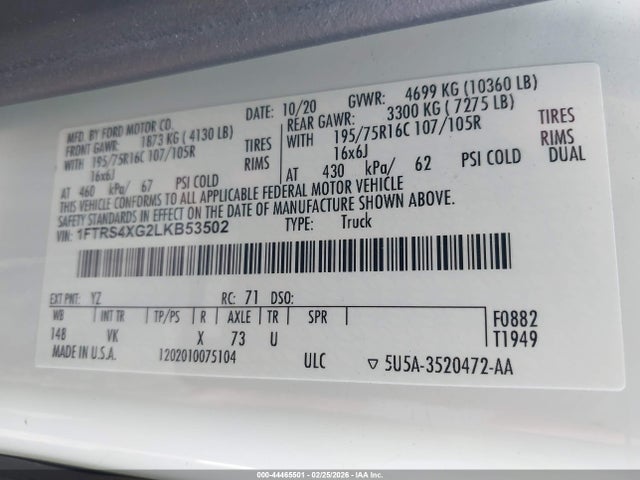 MFD. BY FORD MOTOR CO. DATE: 10/20 GVWR: 4699 KG (10360 LB)
FRONT GAWR: 1873 KG (4130 LB) REAR GAWR: 3300 KG (7275 LB)
WITH 195/75R16C 107/105R TIRES WITH 195/75R16C 107/105R TIRES
16x6J RIMS 16x6J RIMS
AT 460 kPa/ 67 PSI COLD AT 430 kPa/ 62 PSI COLD DUAL
THIS VEHICLE CONFORMS TO ALL APPLICABLE FEDERAL MOTOR VEHICLE
SAFETY STANDARDS IN EFFECT ON THE DATE OF MANUFACTURE SHOWN ABOVE.
VIN: 1FTRS4XG2LKB53502 TYPE: Truck
EXT PNT: YZ RC: 71 DSO:
WB INT TR TP/PS R AXLE TR SPR F0882
148 VK X 73 U T1949
MADE IN U.S.A. 1202010075104 ULC ▽ 5U5A-3520472-AA
000-44465501 - 02/25/2026 - IAA Inc.